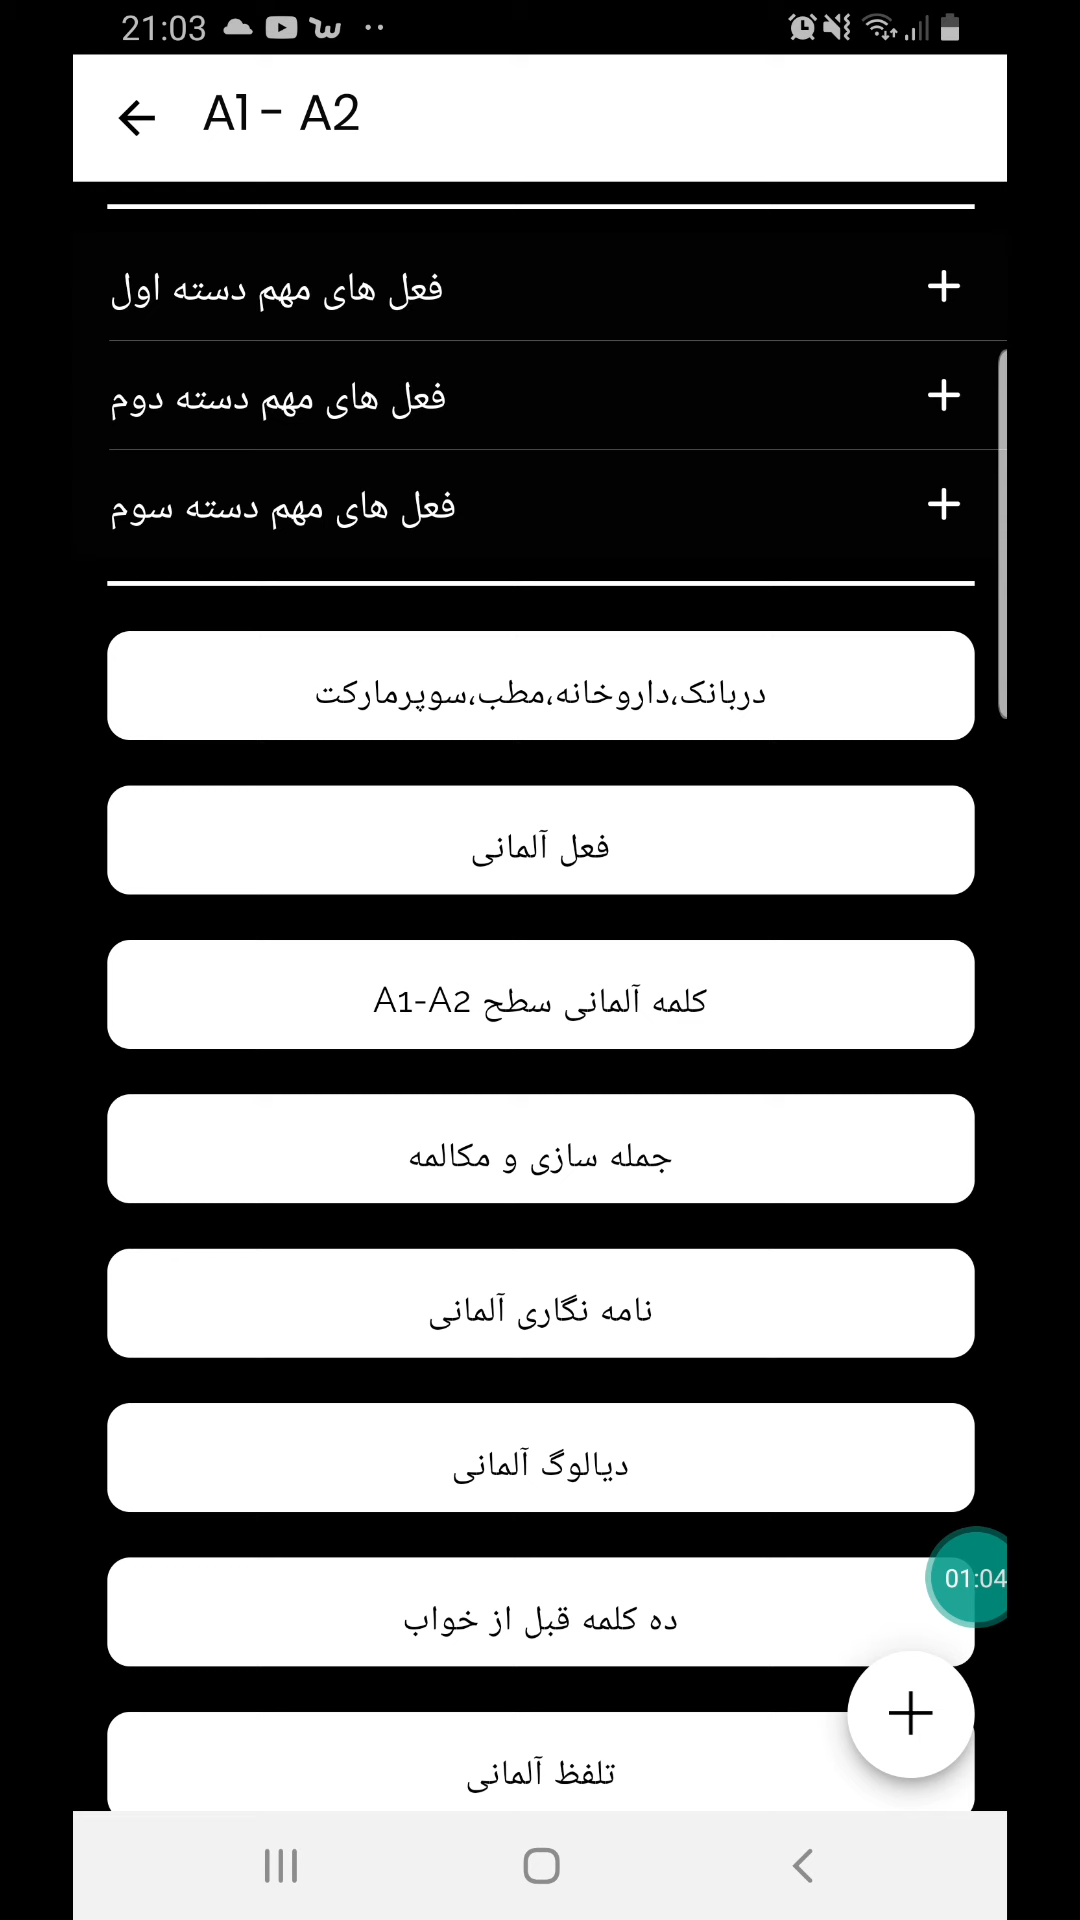 21:03
A1 - A2
فعل های مهم دسته اول
فعل های مهم دسته دوم
فعل های مهم دسته سوم
دربانک،داروخانه،مطب،سوپرمارکت
فعل آلمانی
کلمه آلمانی سطح A1-A2
جمله سازی و مکالمه
نامه نگاری آلمانی
دیالوگ آلمانی
01:04
ده کلمه قبل از خواب
تلفظ آلمانی